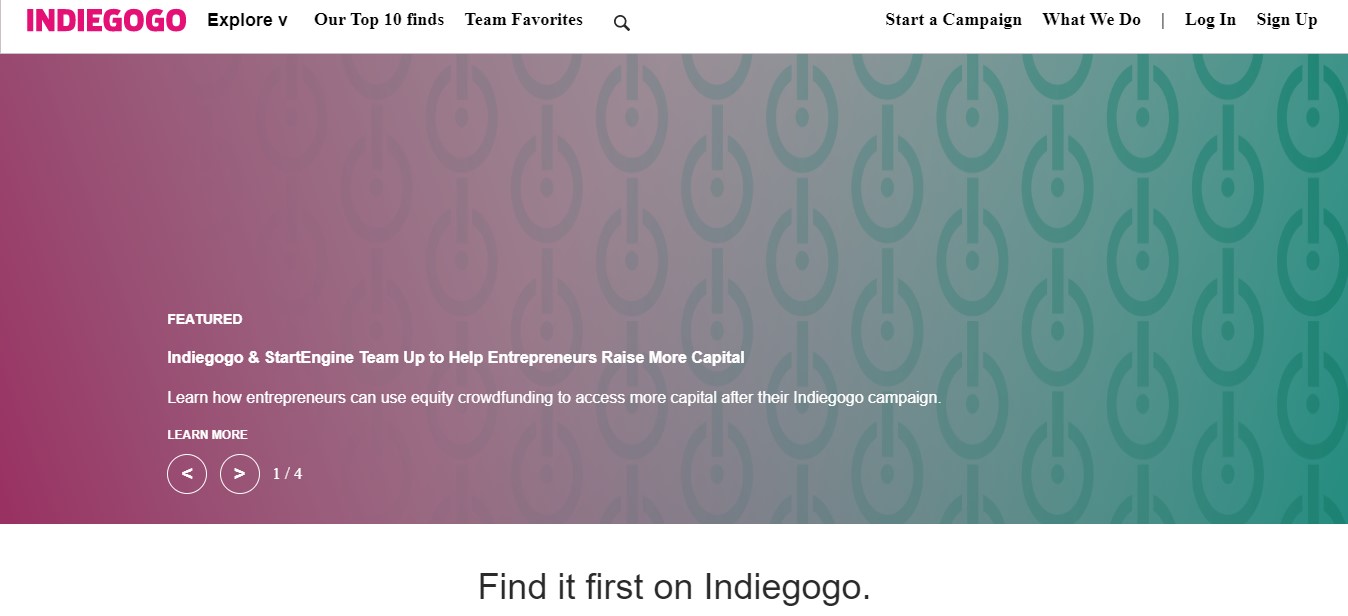 INDIEGOGO Explore v Our Top 10 finds Team Favorites Start a Campaign What We Do | Log In Sign Up
FEATURED
Indiegogo & StartEngine Team Up to Help Entrepreneurs Raise More Capital
Learn how entrepreneurs can use equity crowdfunding to access more capital after their Indiegogo campaign.
LEARN MORE
< > 1 / 4
Find it first on Indiegogo.